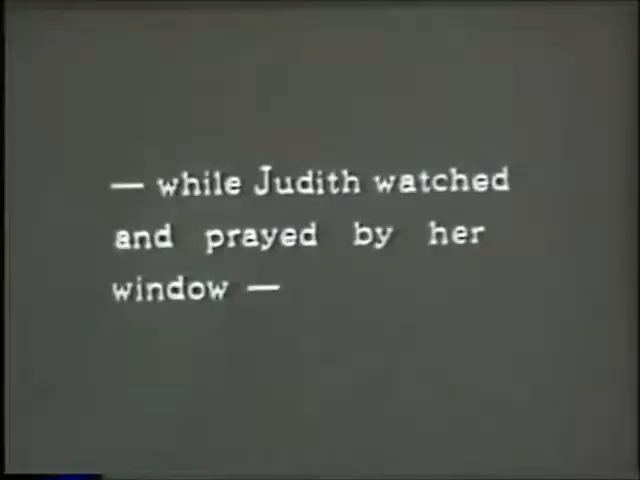 — while Judith watched
and prayed by her
window —